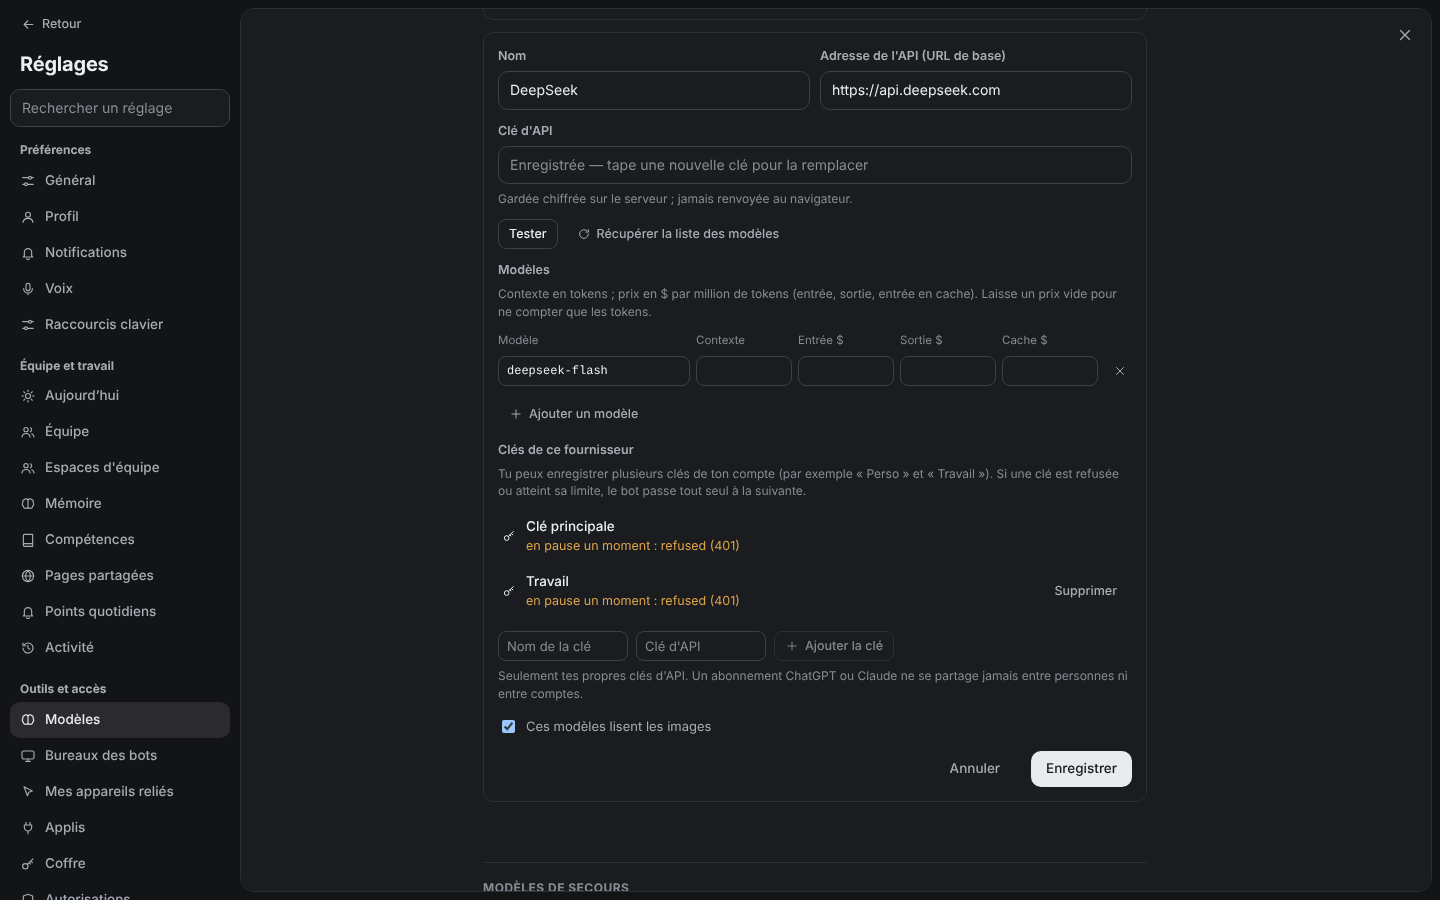 Retour
Réglages
Rechercher un réglage
Préférences
Général
Profil
Notifications
Voix
Raccourcis clavier
Équipe et travail
Aujourd'hui
Équipe
Espaces d'équipe
Mémoire
Compétences
Pages partagées
Points quotidiens
Activité
Outils et accès
Modèles
Bureaux des bots
Mes appareils reliés
Applis
Coffre
Autorisations
Nom Adresse de l'API (URL de base)
DeepSeek https://api.deepseek.com
Clé d'API
Enregistrée — tape une nouvelle clé pour la remplacer
Gardée chiffrée sur le serveur ; jamais renvoyée au navigateur.
Tester Récupérer la liste des modèles
Modèles
Contexte en tokens ; prix en $ par million de tokens (entrée, sortie, entrée en cache). Laisse un prix vide pour
ne compter que les tokens.
Modèle Contexte Entrée $ Sortie $ Cache $
deepseek-flash
Ajouter un modèle
Clés de ce fournisseur
Tu peux enregistrer plusieurs clés de ton compte (par exemple « Perso » et « Travail »). Si une clé est refusée
ou atteint sa limite, le bot passe tout seul à la suivante.
Clé principale
en pause un moment : refused (401)
Travail
en pause un moment : refused (401)
Supprimer
Nom de la clé Clé d'API Ajouter la clé
Seulement tes propres clés d'API. Un abonnement ChatGPT ou Claude ne se partage jamais entre personnes ni
entre comptes.
Ces modèles lisent les images
Annuler Enregistrer
MODÈLES DE SECOURS